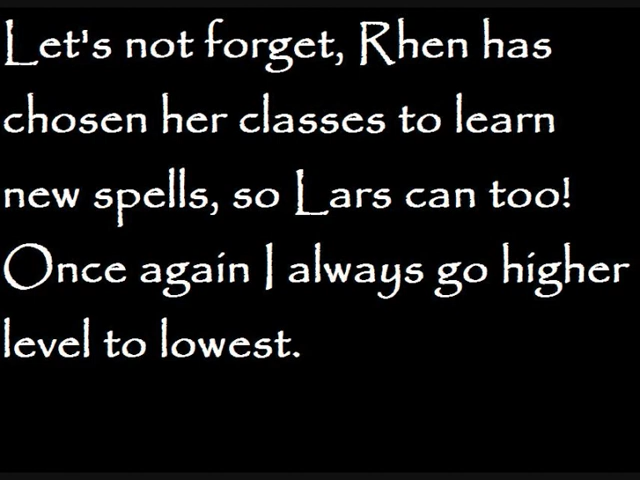 Let's not forget, Rhen has
chosen her classes to learn
new spells, so Lars can too!
Once again I always go higher
level to lowest.